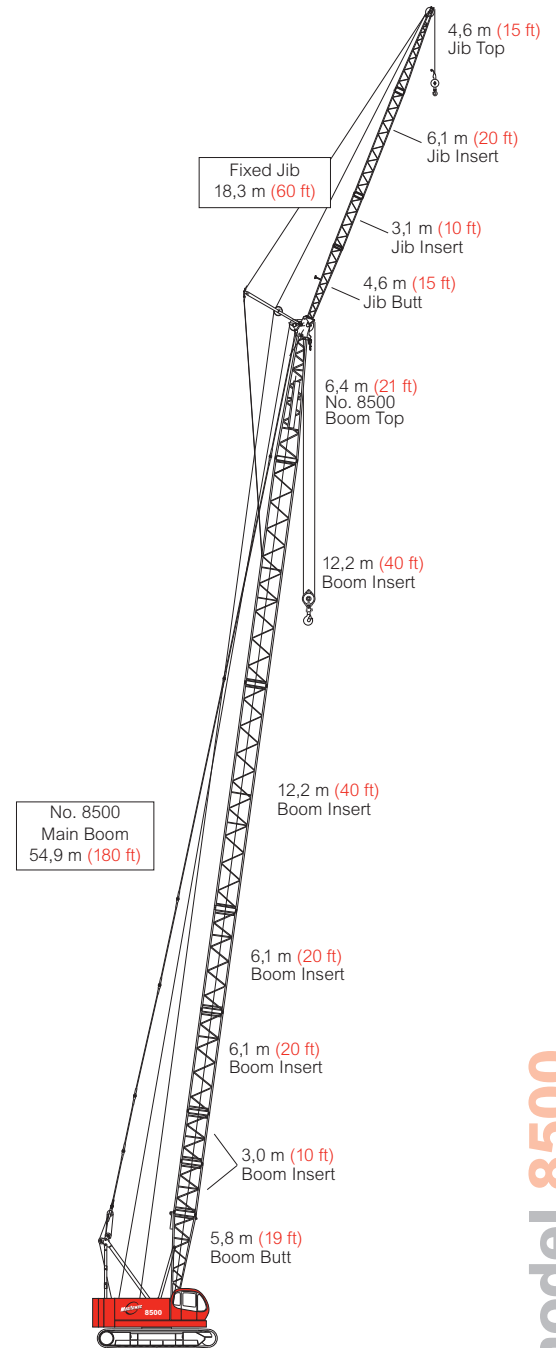 4,6 m (15 ft)
Jib Top
6,1 m (20 ft)
Jib Insert
Fixed Jib
18,3 m (60 ft)
3,1 m (10 ft)
Jib Insert
4,6 m (15 ft)
Jib Butt
6,4 m (21 ft)
No. 8500
Boom Top
12,2 m (40 ft)
Boom Insert
12,2 m (40 ft)
Boom Insert
No. 8500
Main Boom
54,9 m (180 ft)
6,1 m (20 ft)
Boom Insert
6,1 m (20 ft)
Boom Insert
3,0 m (10 ft)
Boom Insert
5,8 m (19 ft)
Boom Butt
Manitowoc
8500
model 8500